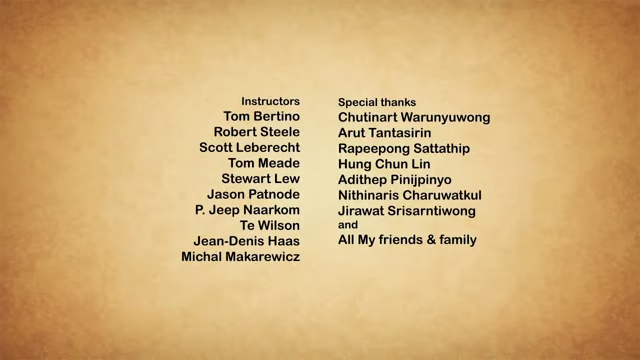 Instructors
Tom Bertino
Robert Steele
Scott Leberecht
Tom Meade
Stewart Lew
Jason Patnode
P. Jeep Naarkom
Te Wilson
Jean-Denis Haas
Michal Makarewicz
Special thanks
Chutinart Warunyuwong
Arut Tantasirin
Rapeepong Sattathip
Hung Chun Lin
Adithep Pinijpinyo
Nithinaris Charuwatkul
Jirawat Srisarntiwong
and
All My friends & family